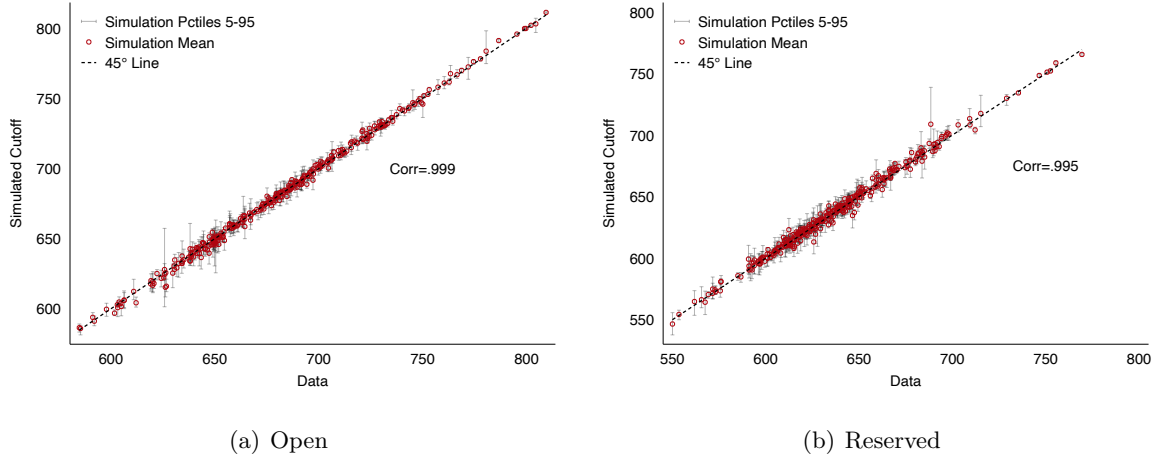 800
750
700
650
600
Simulated Cutoff
Simulation Pctiles 5-95
Simulation Mean
45° Line
Corr=.999
600 650 700 750 800
Data
(a) Open
800
750
700
650
600
550
Simulated Cutoff
Simulation Pctiles 5-95
Simulation Mean
45° Line
Corr=.995
550 600 650 700 750 800
Data
(b) Reserved